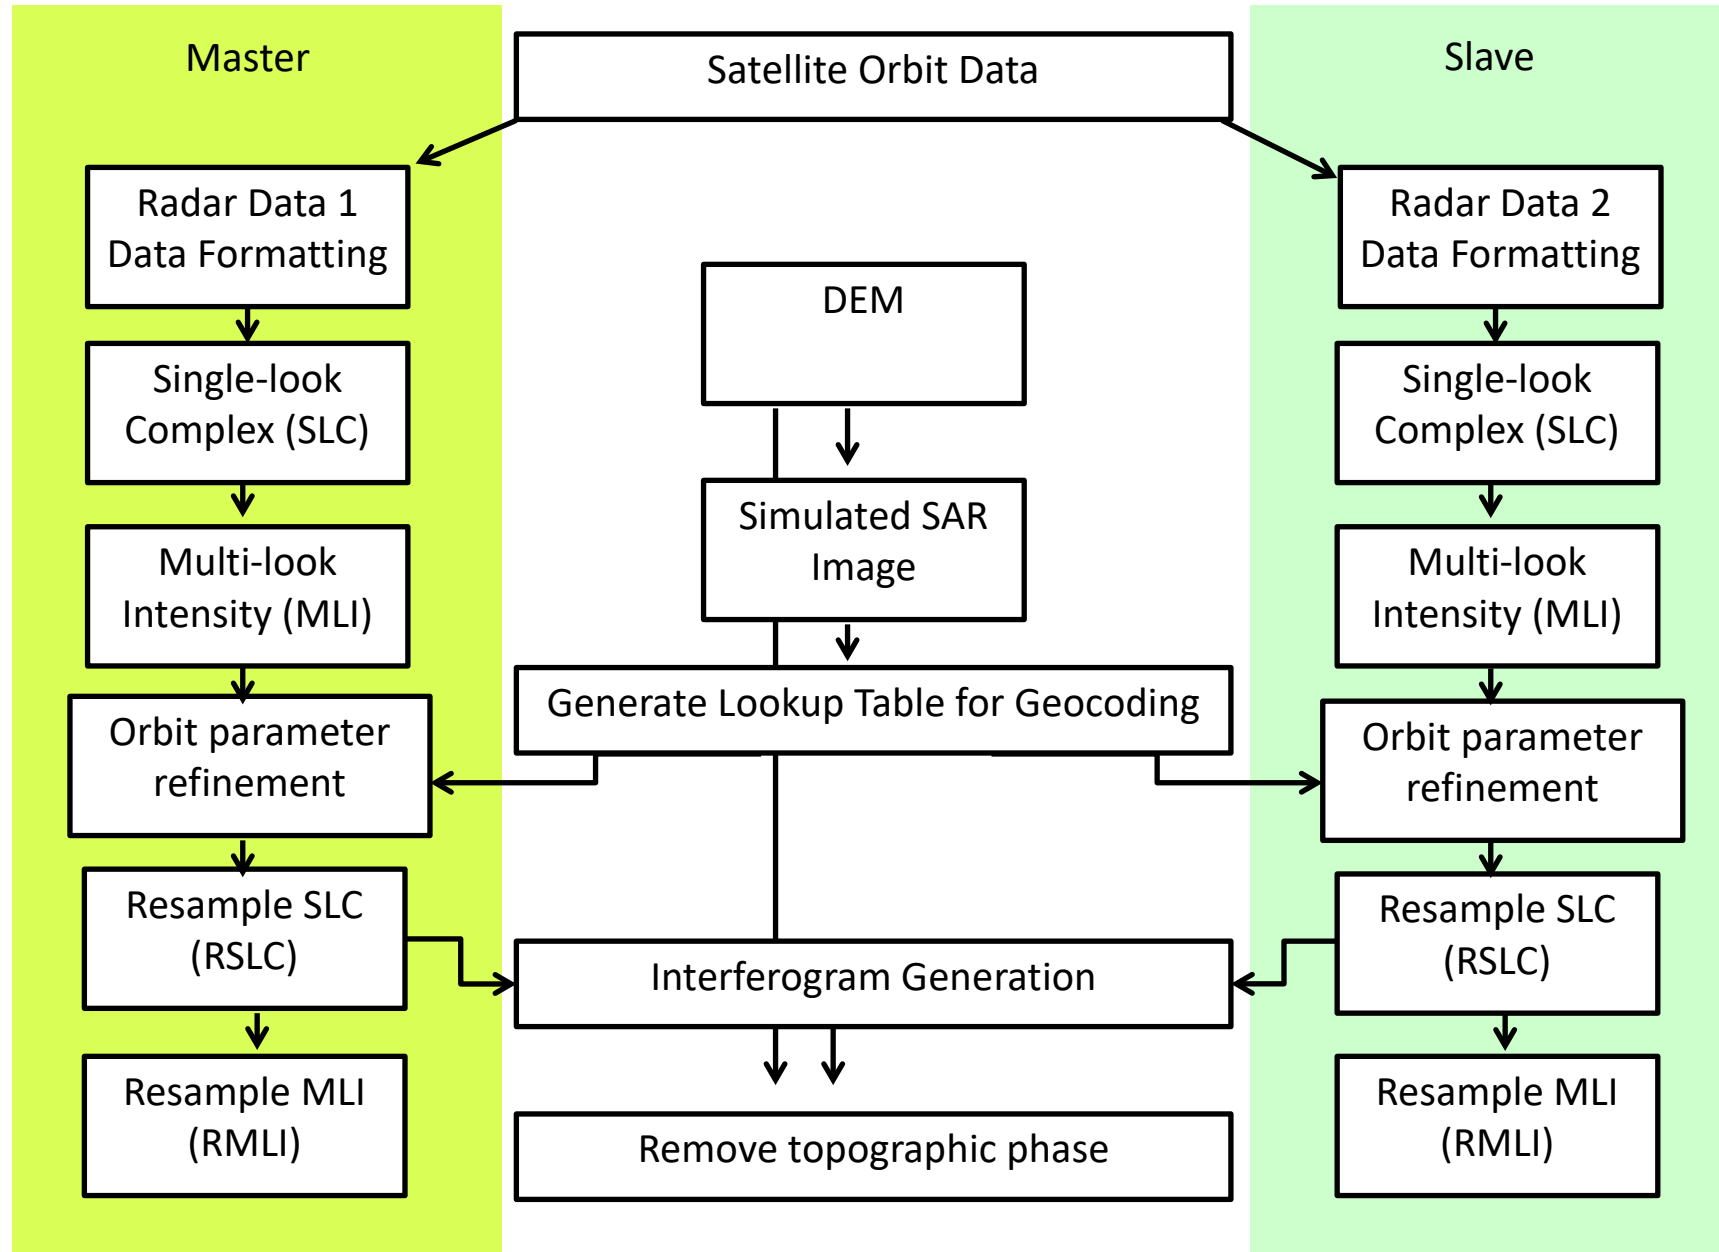 Master
Satellite Orbit Data
Slave
Radar Data 1
Data Formatting
Single-look
Complex (SLC)
Multi-look
Intensity (MLI)
Orbit parameter
refinement
Resample SLC
(RSLC)
Resample MLI
(RMLI)
DEM
Simulated SAR
Image
Generate Lookup Table for Geocoding
Interferogram Generation
Remove topographic phase
Radar Data 2
Data Formatting
Single-look
Complex (SLC)
Multi-look
Intensity (MLI)
Orbit parameter
refinement
Resample SLC
(RSLC)
Resample MLI
(RMLI)